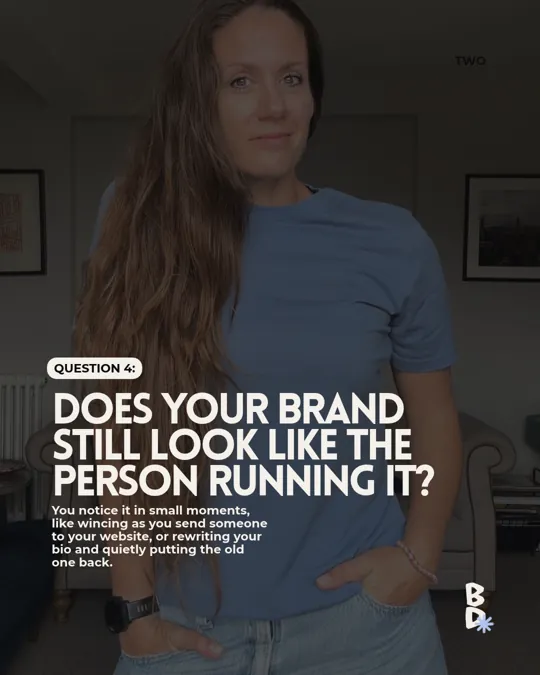 TWO
QUESTION 4:
DOES YOUR BRAND
STILL LOOK LIKE THE
PERSON RUNNING IT?
You notice it in small moments,
like wincing as you send someone
to your website, or rewriting your
bio and quietly putting the old
one back.
B
D